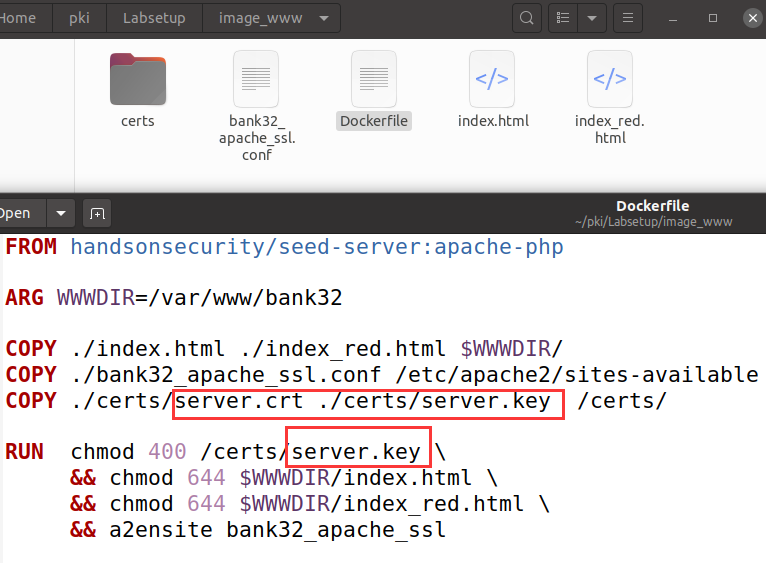 Home pki Labsetup image_www
certs
bank32_
apache_ssl.
conf
Dockerfile
index.html
index_red.
html
Open
Dockerfile
~/pki/Labsetup/image_www
FROM handsonsecurity/seed-server:apache-php
ARG WWWDIR=/var/www/bank32
COPY ./index.html ./index_red.html $WWWDIR/
COPY ./bank32_apache_ssl.conf /etc/apache2/sites-available
COPY ./certs/server.crt ./certs/server.key /certs/
RUN chmod 400 /certs/server.key \
&& chmod 644 $WWWDIR/index.html \
&& chmod 644 $WWWDIR/index_red.html \
&& a2ensite bank32_apache_ssl